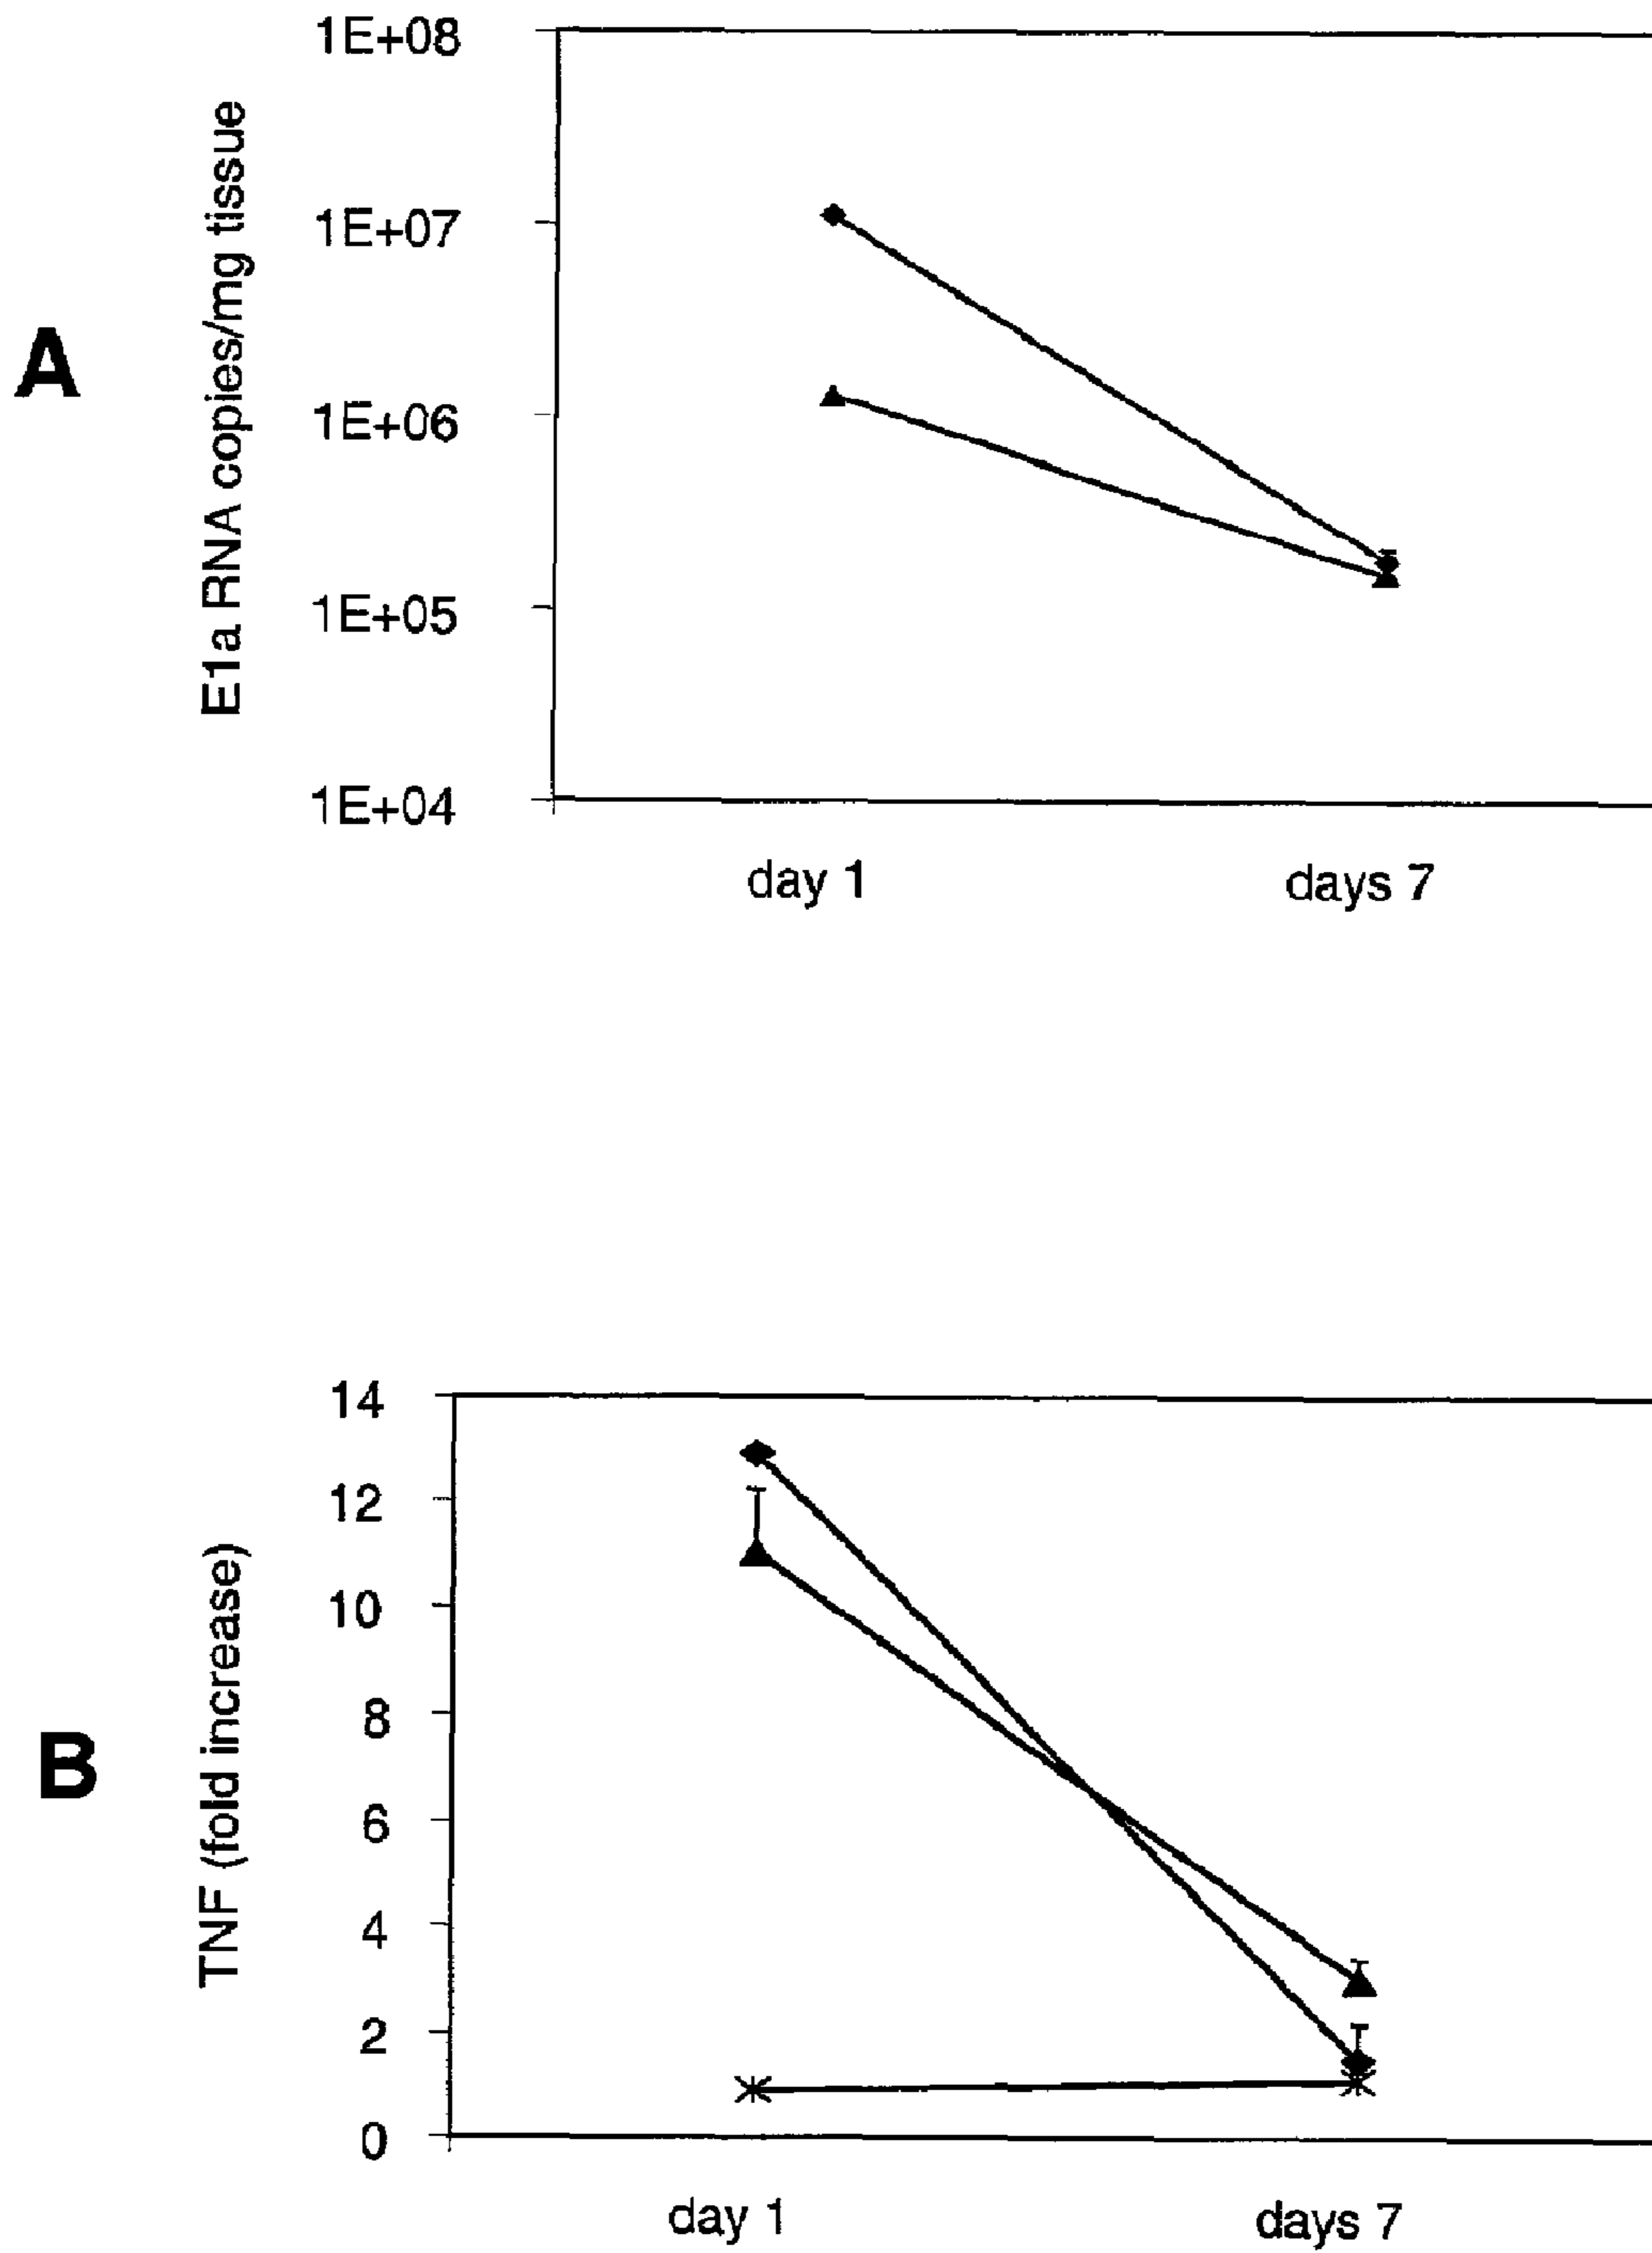 A
E1a RNA copies/mg tissue
1E+08
1E+07
1E+06
1E+05
1E+04
day 1 days 7
B
TNF (fold increase)
14
12
10
8
6
4
2
0
day 1 days 7